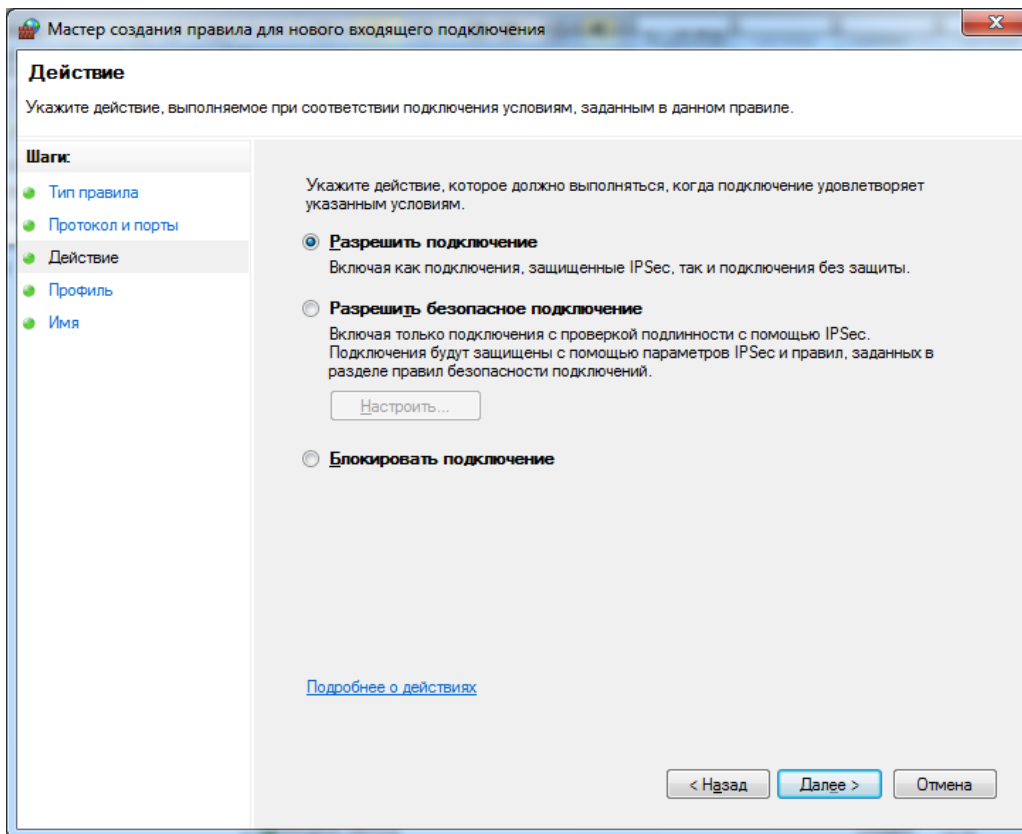 Мастер создания правила для нового входящего подключения
Действие
Укажите действие, выполняемое при соответствии подключения условиям, заданным в данном правиле.
Шаги:
Тип правила
Протокол и порты
Действие
Профиль
Имя
Укажите действие, которое должно выполняться, когда подключение удовлетворяет
указанным условиям.
Разрешить подключение
Включая как подключения, защищенные IPSec, так и подключения без защиты.
Разрешить безопасное подключение
Включая только подключения с проверкой подлинности с помощью IPSec.
Подключения будут защищены с помощью параметров IPSec и правил, заданных в
разделе правил безопасности подключений.
Настроить...
Блокировать подключение
Подробнее о действиях
< Назад
Далее >
Отмена